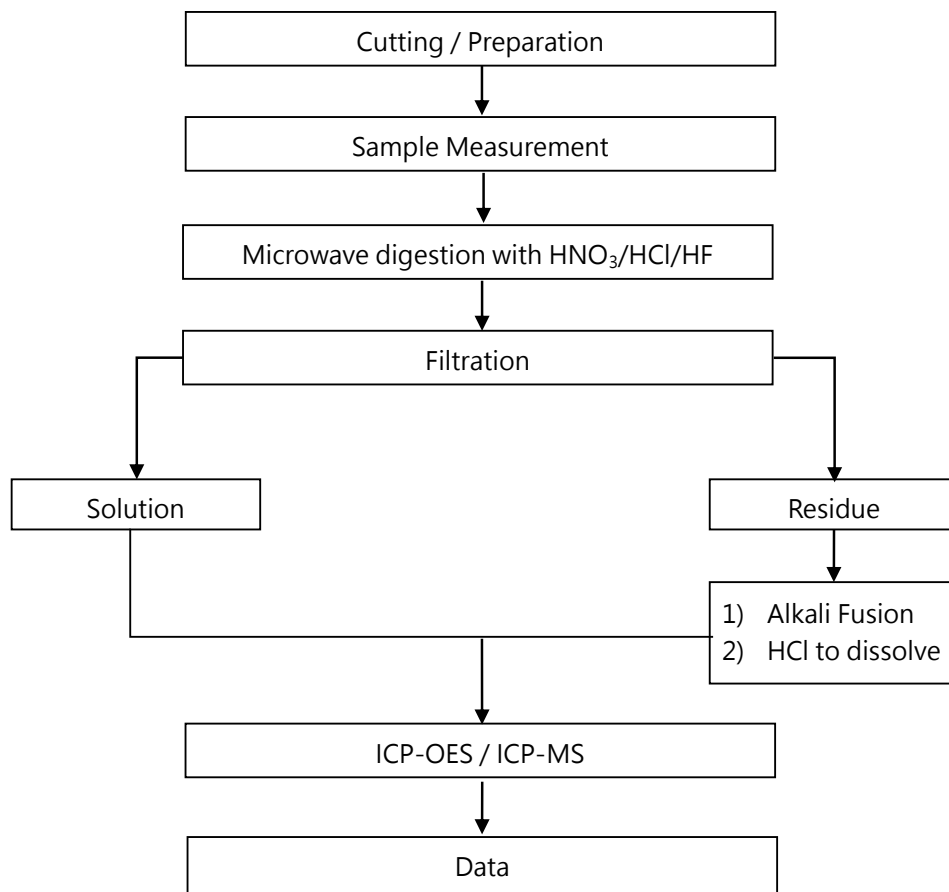 Cutting / Preparation
Sample Measurement
Microwave digestion with HNO₃/HCl/HF
Filtration
Solution
Residue
1) Alkali Fusion
2) HCl to dissolve
ICP-OES / ICP-MS
Data